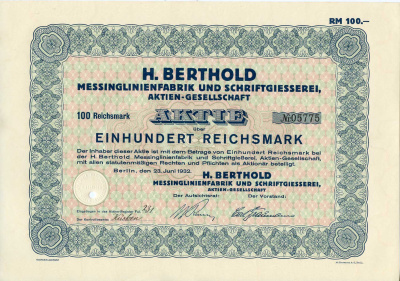 RM 100.—
H. BERTHOLD
MESSINGLINIENFABRIK UND SCHRIFTGIESSEREI,
AKTIEN-GESELLSCHAFT
100 Reichsmark AKTIE № 05775
über
EINHUNDERT REICHSMARK
Der Inhaber dieser Aktie ist mit dem Betrage von Einhundert Reichsmark bei
der H. Berthold Messinglinienfabrik und Schriftgießerei, Aktien-Gesellschaft,
mit allen statutenmäßigen Rechten und Pflichten als Aktionär beteiligt.
Berlin, den 23. Juni 1932.
H. BERTHOLD
MESSINGLINIENFABRIK UND SCHRIFTGIESSEREI,
AKTIEN-GESELLSCHAFT
Der Aufsichtsrat: Der Vorstand: